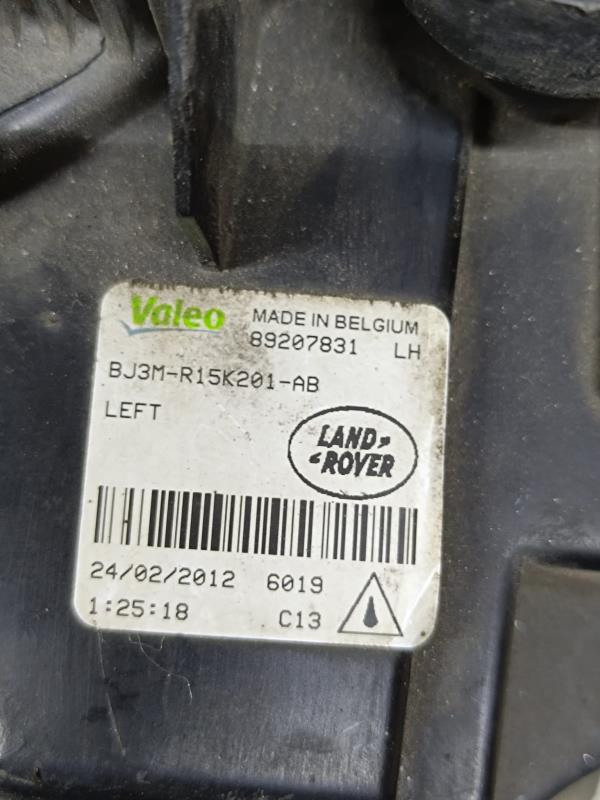 Valeo MADE IN BELGIUM
89207831 LH
BJ3M-R15K201-AB
LEFT
LAND
ROVER
24/02/2012 6019
1:25:18 C13